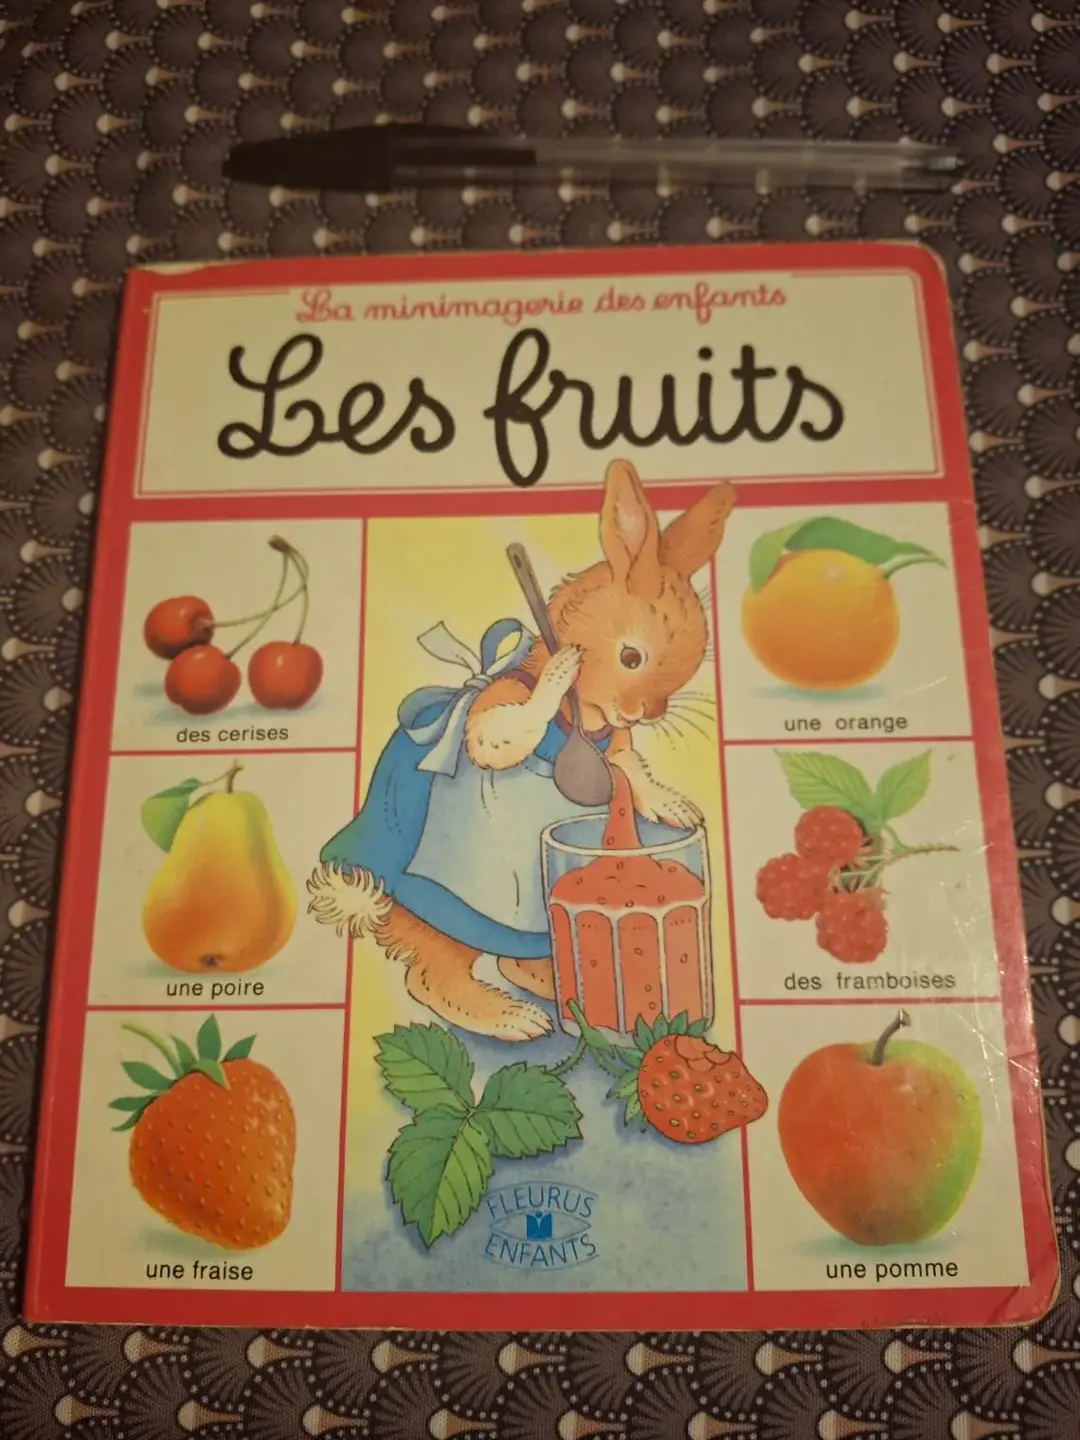 La minimagerie des enfants
Les fruits
des cerises
une orange
une poire
des framboises
une fraise
une pomme
FLEURUS
ENFANTS